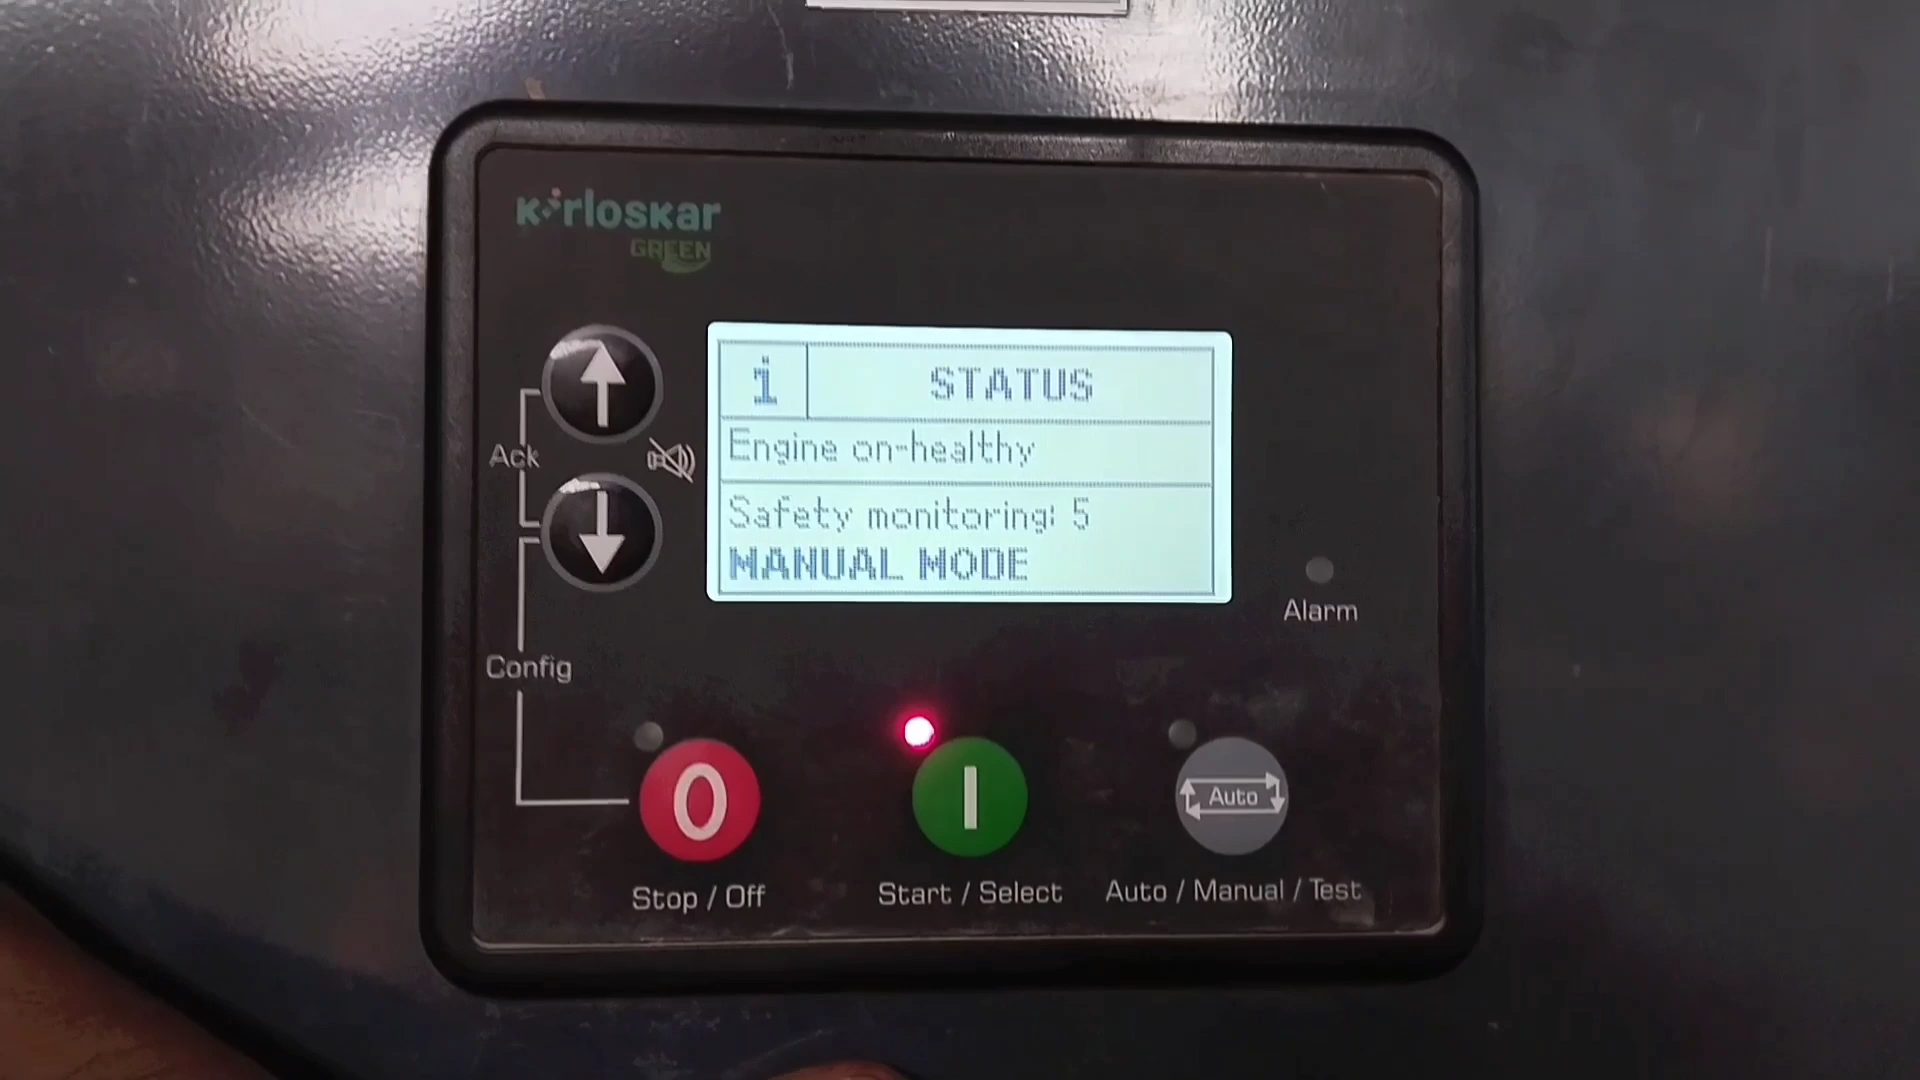 Kirloskar
GREEN
i STATUS
Engine on-healthy
Safety monitoring: 5
MANUAL MODE
Ack
Alarm
Config
0 I Auto
Stop / Off Start / Select Auto / Manual / Test